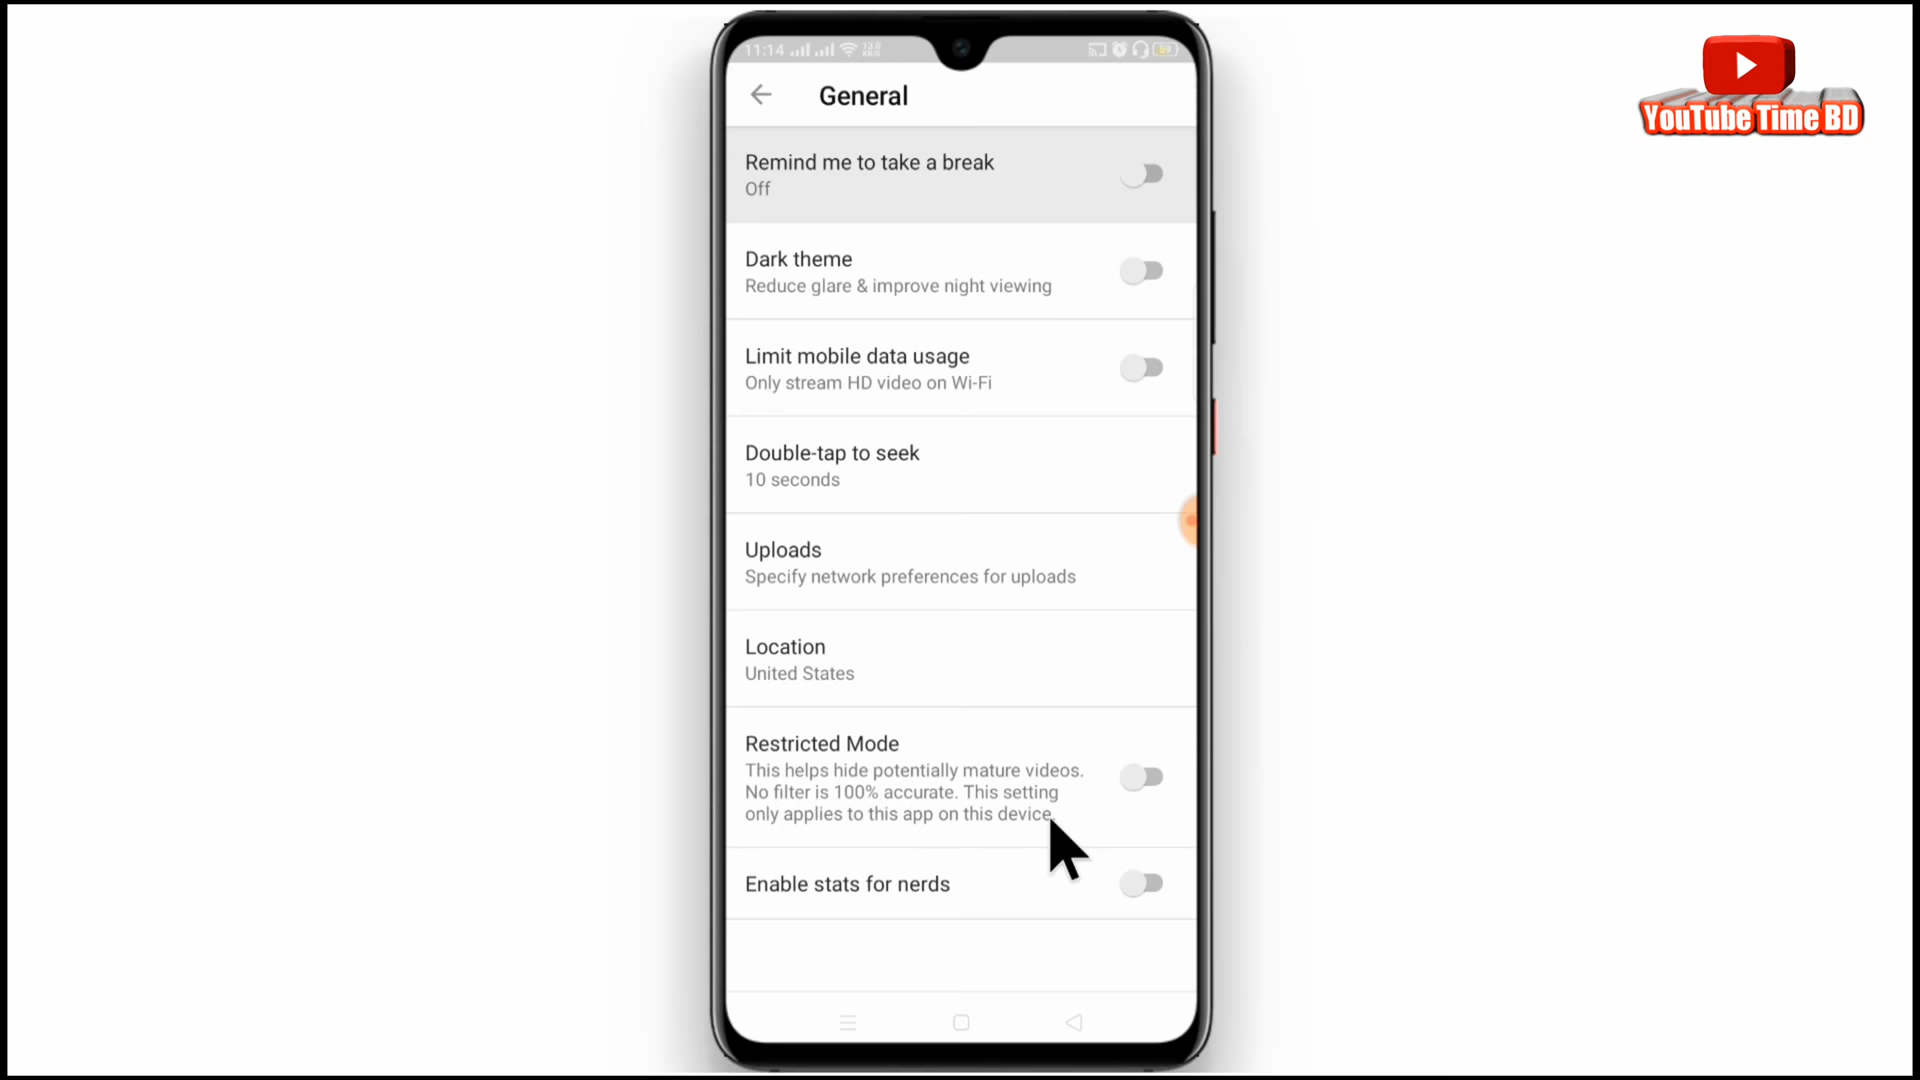 11:14
59
YouTube Time BD
General
Remind me to take a break
Off
Dark theme
Reduce glare & improve night viewing
Limit mobile data usage
Only stream HD video on Wi-Fi
Double-tap to seek
10 seconds
Uploads
Specify network preferences for uploads
Location
United States
Restricted Mode
This helps hide potentially mature videos.
No filter is 100% accurate. This setting
only applies to this app on this device.
Enable stats for nerds